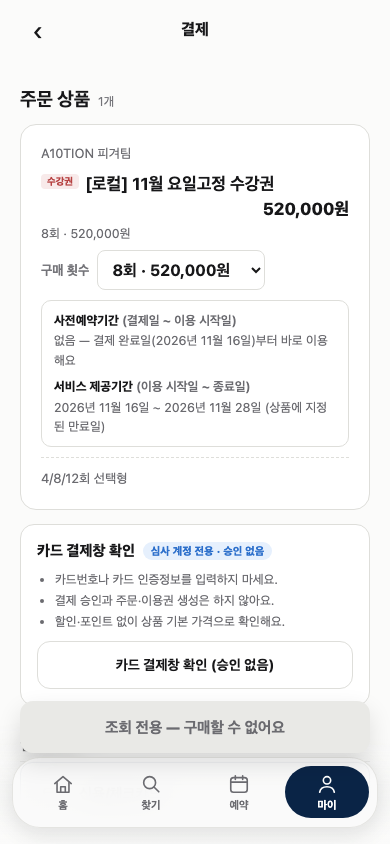 결제
주문 상품 1개
A10TION 피겨팀
수강권 [로컬] 11월 요일고정 수강권
520,000원
8회 · 520,000원
구매 횟수 8회 · 520,000원
사전예약기간 (결제일 ~ 이용 시작일)
없음 — 결제 완료일(2026년 11월 16일)부터 바로 이용
해요
서비스 제공기간 (이용 시작일 ~ 종료일)
2026년 11월 16일 ~ 2026년 11월 28일 (상품에 지정
된 만료일)
4/8/12회 선택형
카드 결제창 확인 심사 계정 전용 · 승인 없음
• 카드번호나 카드 인증정보를 입력하지 마세요.
• 결제 승인과 주문·이용권 생성은 하지 않아요.
• 할인·포인트 없이 상품 기본 가격으로 확인해요.
카드 결제창 확인 (승인 없음)
조회 전용 — 구매할 수 없어요
홈 찾기 예약 마이